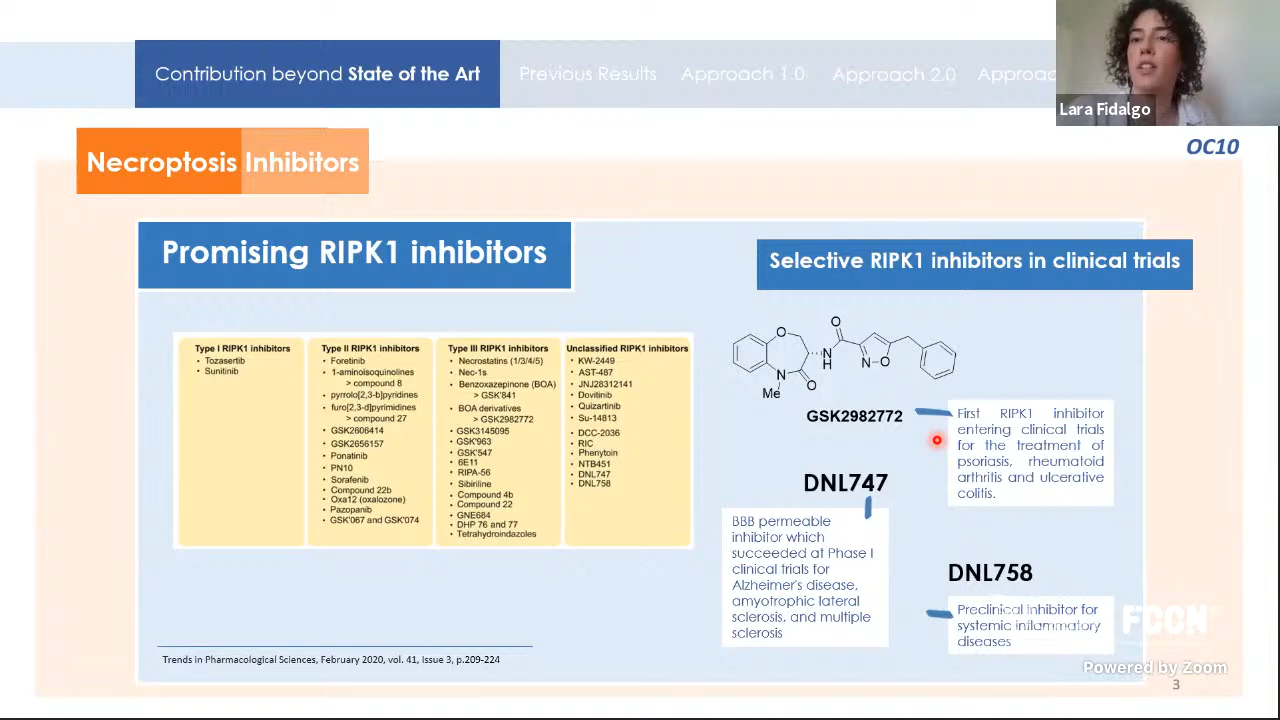 Contribution beyond State of the Art
Previous Results
Approach 1.0
Approach 2.0
Approac
Lara Fidalgo
OC10
Necroptosis Inhibitors
Promising RIPK1 inhibitors
Selective RIPK1 inhibitors in clinical trials
Type I RIPK1 inhibitors
• Tozasertib
• Sunitinib
Type II RIPK1 inhibitors
• Foretinib
• 1-aminoisoquinolines
> compound 8
• pyrrolo[2,3-b]pyridines
• furo[2,3-d]pyrimidines
> compound 27
• GSK2606414
• GSK2656157
• Ponatinib
• PN10
• Sorafenib
• Compound 22b
• Oxa12 (oxalozone)
• Pazopanib
• GSK'067 and GSK'074
Type III RIPK1 inhibitors
• Necrostatins (1/3/4/5)
• Nec-1s
• Benzoxazepinone (BOA)
> GSK'841
• BOA derivatives
> GSK2982772
• GSK3145095
• GSK'963
• GSK'547
• 6E11
• RIPA-56
• Sibiriline
• Compound 4b
• Compound 22
• GNE684
• DHP 76 and 77
• Tetrahydroindazoles
Unclassified RIPK1 inhibitors
• KW-2449
• AST-487
• JNJ28312141
• Dovitinib
• Quizartinib
• Su-14813
• DCC-2036
• RIC
• Phenytoin
• NTB451
• DNL747
• DNL758
O
O
N
H
N
O
N
O
Me
GSK2982772
First RIPK1 inhibitor
entering clinical trials
for the treatment of
psoriasis, rheumatoid
arthritis and ulcerative
colitis.
DNL747
BBB permeable
inhibitor which
succeeded at Phase I
clinical trials for
Alzheimer's disease,
amyotrophic lateral
sclerosis, and multiple
sclerosis
DNL758
Preclinical inhibitor for
systemic inflammatory
diseases
FCCN
Powered by Zoom
Trends in Pharmacological Sciences, February 2020, vol. 41, Issue 3, p.209-224
3